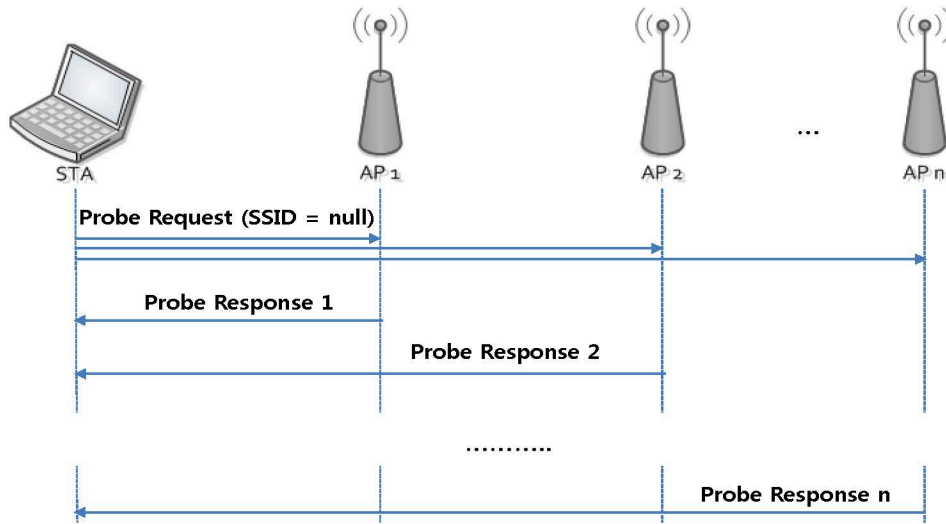 ...
STA
AP 1
AP 2
AP n
Probe Request (SSID = null)
Probe Response 1
Probe Response 2
...........
Probe Response n